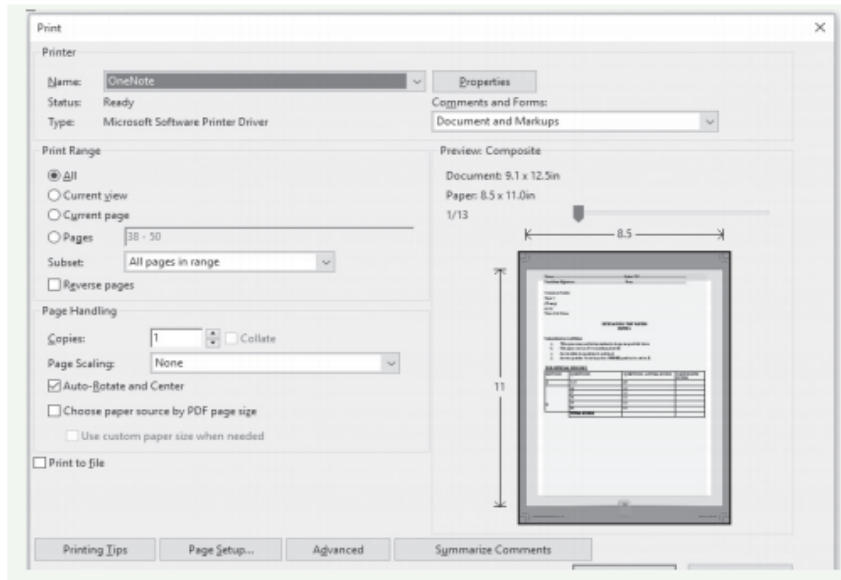 Print
Printer
Name: OneNote Properties
Status: Ready Comments and Forms:
Type: Microsoft Software Printer Driver Document and Markups
Print Range
All
Current view
Current page
Pages 38 - 50
Subset: All pages in range
Reverse pages
Page Handling
Copies: 1 Collate
Page Scaling: None
Auto-Rotate and Center
Choose paper source by PDF page size
Use custom paper size when needed
Print to file
Preview: Composite
Document: 9.1 x 12.5in
Paper: 8.5 x 11.0in
1/13
8.5
11
Printing Tips Page Setup... Advanced Summarize Comments